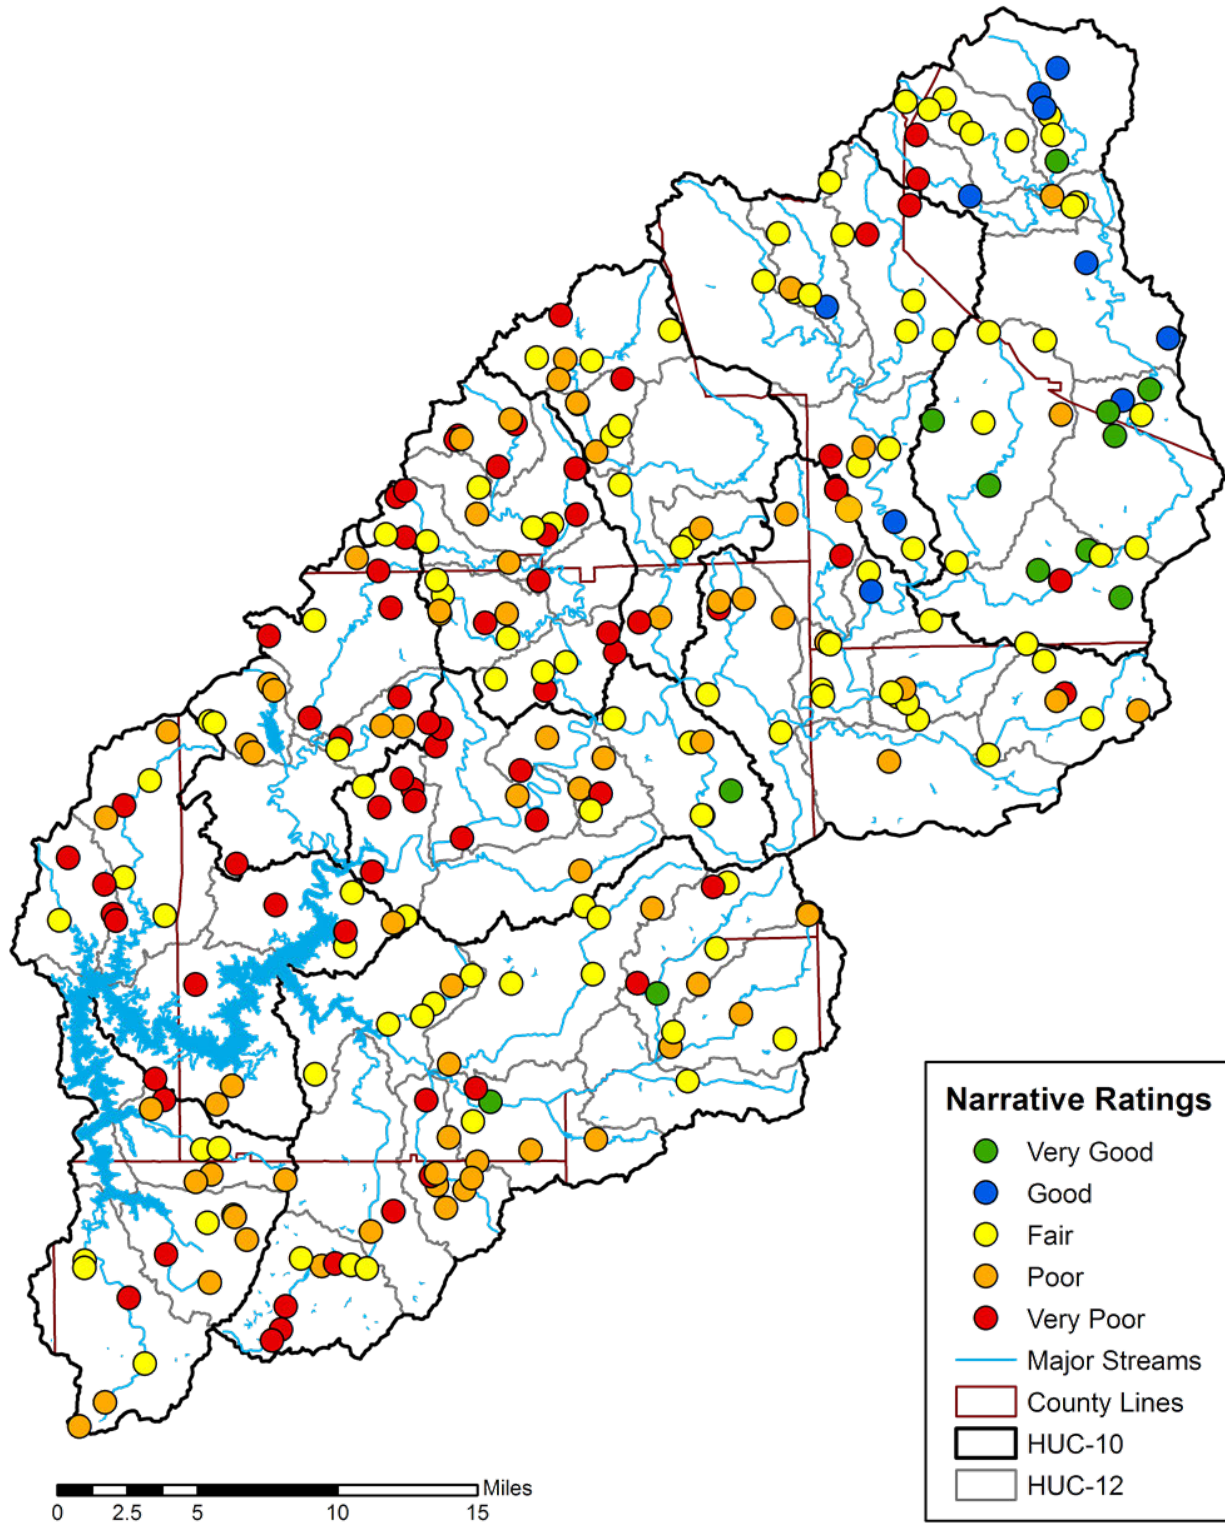 Narrative Ratings
Very Good
Good
Fair
Poor
Very Poor
Major Streams
County Lines
HUC-10
HUC-12
Miles
0 2.5 5 10 15